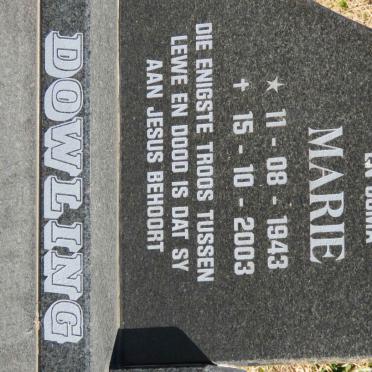 MARIE
★ 11 - 08 - 1943
✝ 15 - 10 - 2003
DIE ENIGSTE TROOS TUSSEN
LEWE EN DOOD IS DAT SY
AAN JESUS BEHOORT
DOWLING